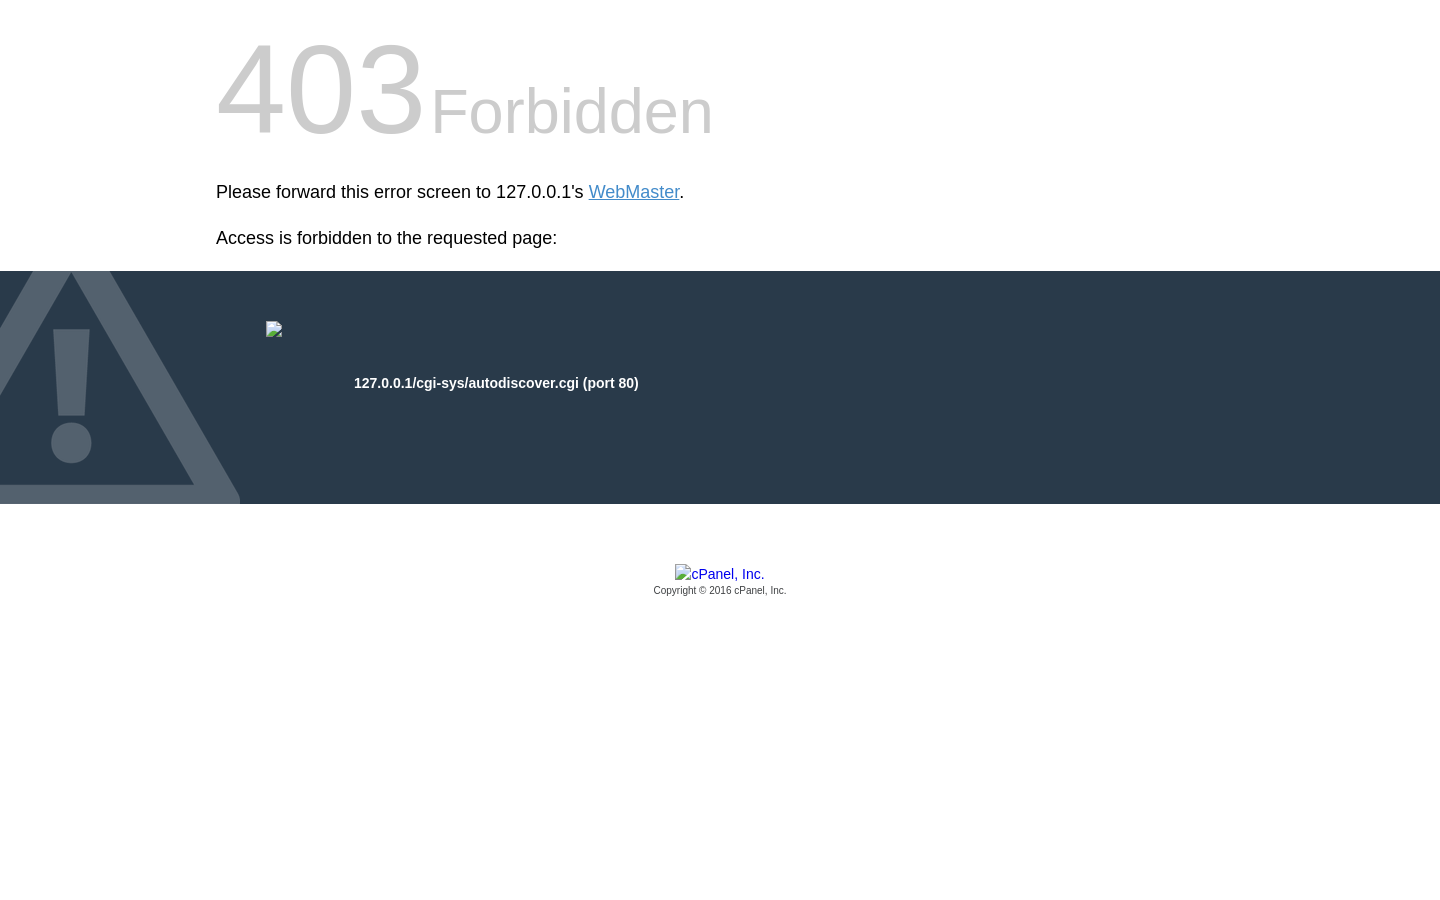 403 Forbidden
Please forward this error screen to 127.0.0.1's WebMaster.
Access is forbidden to the requested page:
127.0.0.1/cgi-sys/autodiscover.cgi (port 80)
cPanel, Inc.
Copyright © 2016 cPanel, Inc.